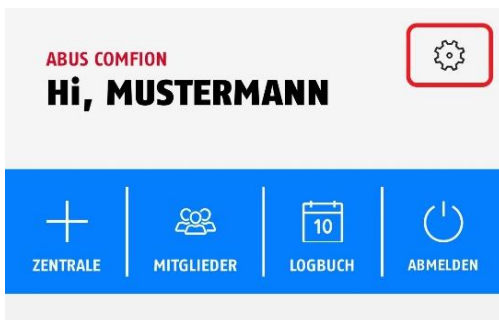 ABUS COMFION
Hi, MUSTERMANN
10
ZENTRALE
MITGLIEDER
LOGBUCH
ABMELDEN